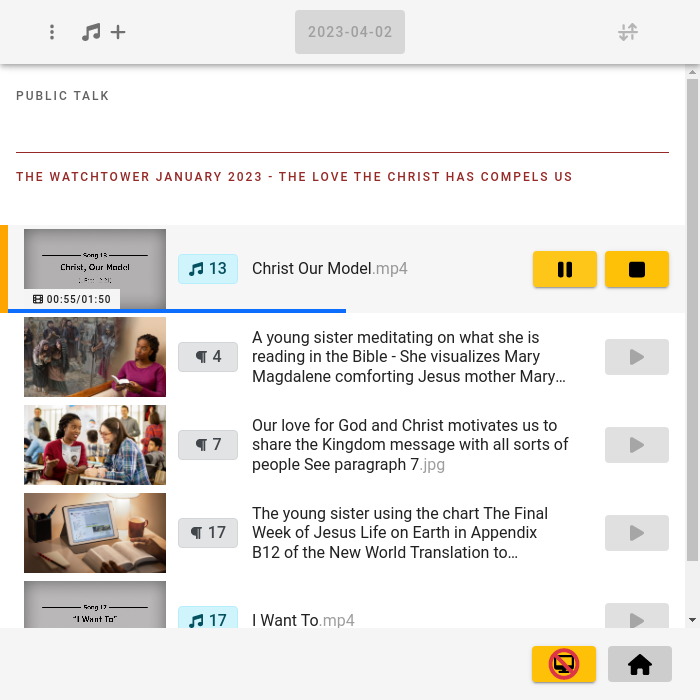 2023-04-02
PUBLIC TALK
THE WATCHTOWER JANUARY 2023 - THE LOVE THE CHRIST HAS COMPELS US
Song 13
Christ, Our Model
00:55/01:50
13
Christ Our Model.mp4
¶ 4
A young sister meditating on what she is
reading in the Bible - She visualizes Mary
Magdalene comforting Jesus mother Mary…
¶ 7
Our love for God and Christ motivates us to
share the Kingdom message with all sorts of
people See paragraph 7.jpg
¶ 17
The young sister using the chart The Final
Week of Jesus Life on Earth in Appendix
B12 of the New World Translation to…
Song 17
“I Want To”
17
I Want To.mp4